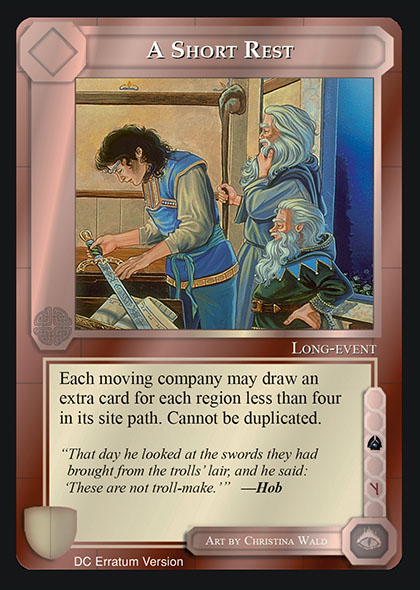 A Short Rest
Long-event
Each moving company may draw an
extra card for each region less than four
in its site path. Cannot be duplicated.
“That day he looked at the swords they had
brought from the trolls’ lair, and he said:
‘These are not troll-make.’” —Hob
Art by Christina Wald
DC Erratum Version